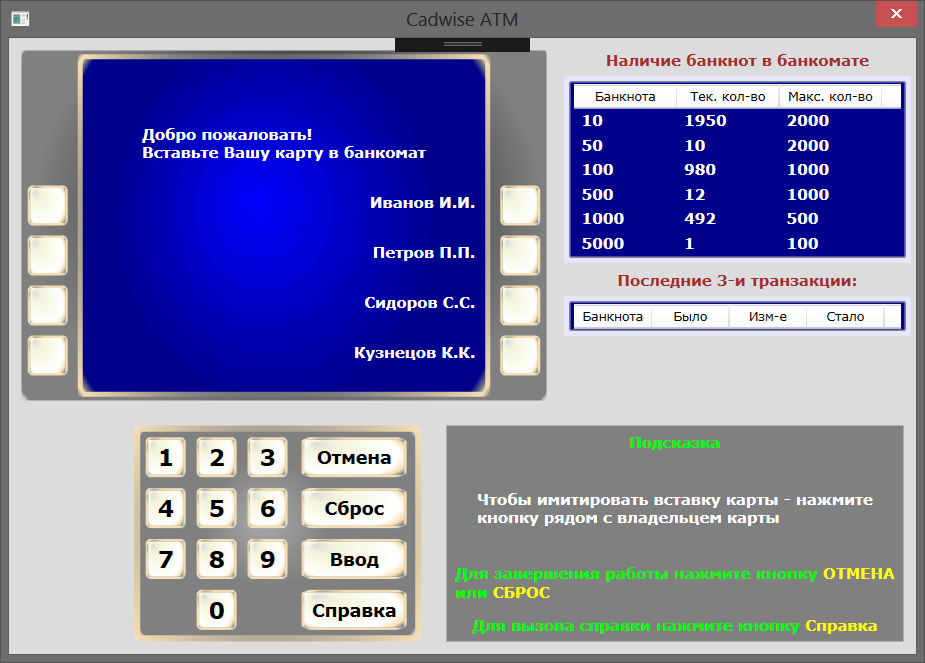 Cadwise ATM
Добро пожаловать!
Вставьте Вашу карту в банкомат
Иванов И.И.
Петров П.П.
Сидоров С.С.
Кузнецов К.К.
Наличие банкнот в банкомате
Банкнота Тек. кол-во Макс. кол-во
10 1950 2000
50 10 2000
100 980 1000
500 12 1000
1000 492 500
5000 1 100
Последние 3-и транзакции:
Банкнота Было Изм-е Стало
1 2 3 Отмена
4 5 6 Сброс
7 8 9 Ввод
0 Справка
Подсказка
Чтобы имитировать вставку карты - нажмите
кнопку рядом с владельцем карты
Для завершения работы нажмите кнопку ОТМЕНА
или СБРОС
Для вызова справки нажмите кнопку Справка